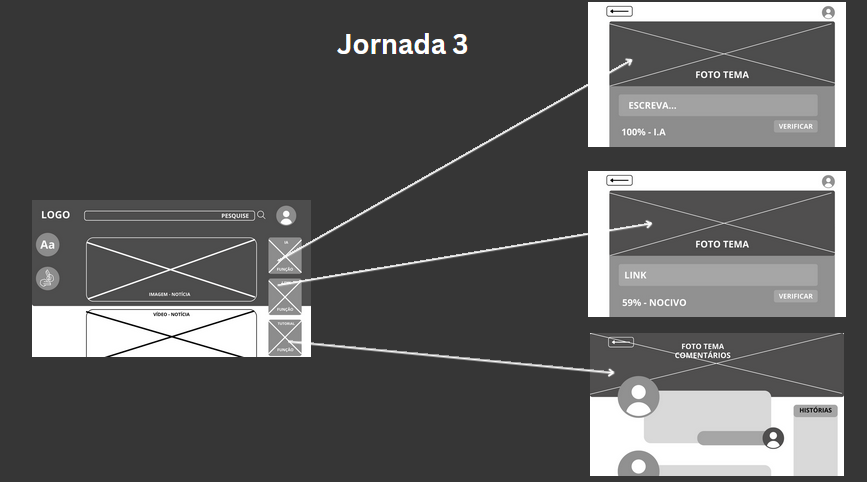 Jornada 3
LOGO
PESQUISE
Aa
IA
FUNÇÃO
IMAGEM - NOTÍCIA
FUNÇÃO
VÍDEO - NOTÍCIA
TUTORIAL
FUNÇÃO
FOTO TEMA
ESCREVA...
VERIFICAR
100% - I.A
FOTO TEMA
LINK
VERIFICAR
59% - NOCIVO
FOTO TEMA
COMENTÁRIOS
HISTÓRIAS